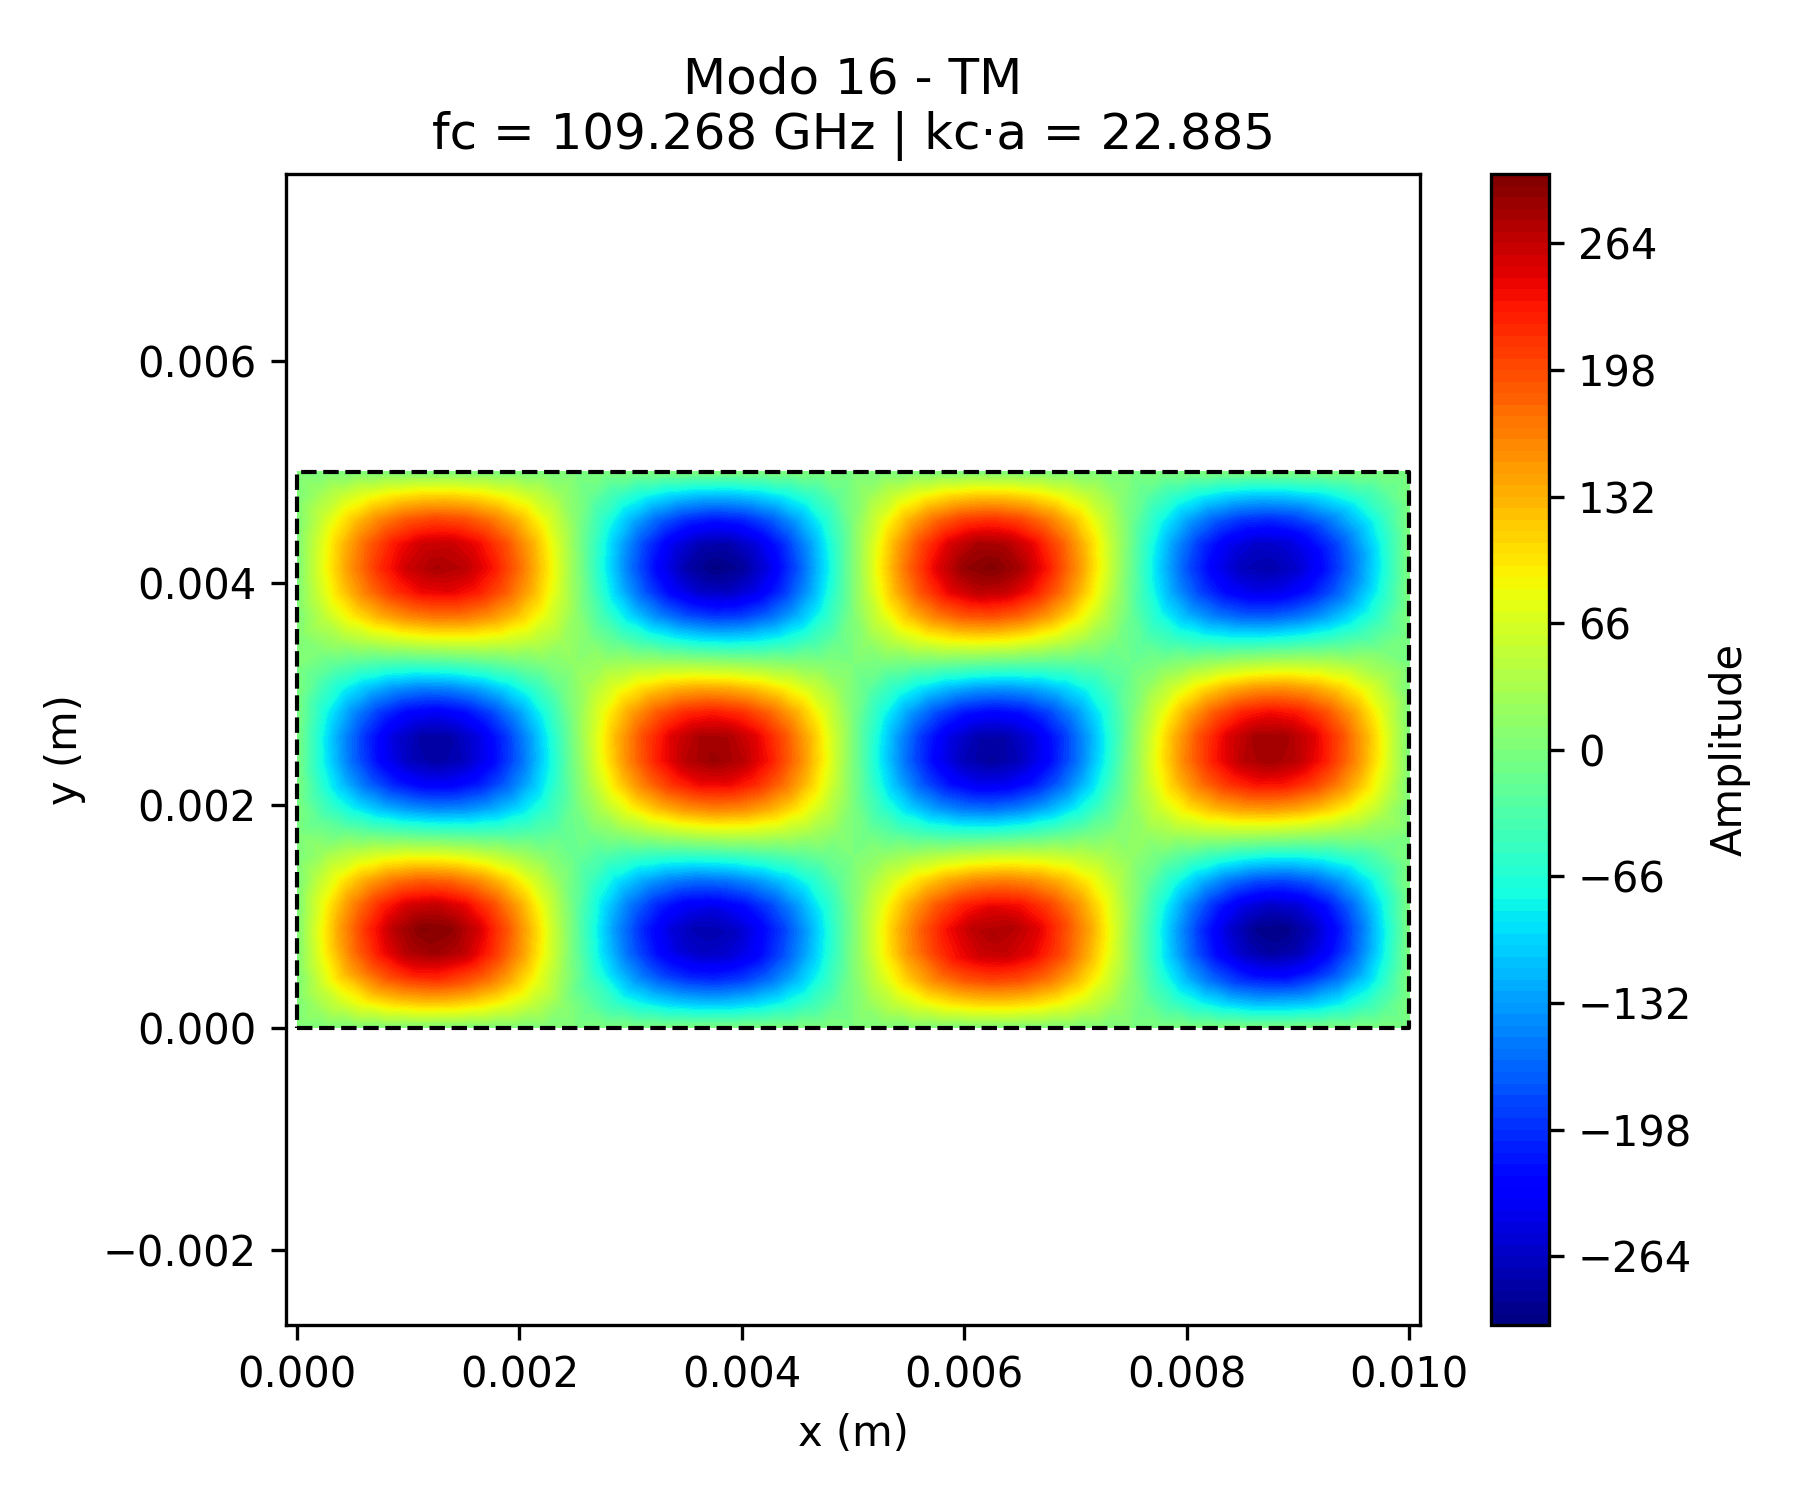 Modo 16 - TM
fc = 109.268 GHz | kc·a = 22.885
0.006
0.004
0.002
0.000
−0.002
y (m)
0.000 0.002 0.004 0.006 0.008 0.010
x (m)
264
198
132
66
0
−66
−132
−198
−264
Amplitude